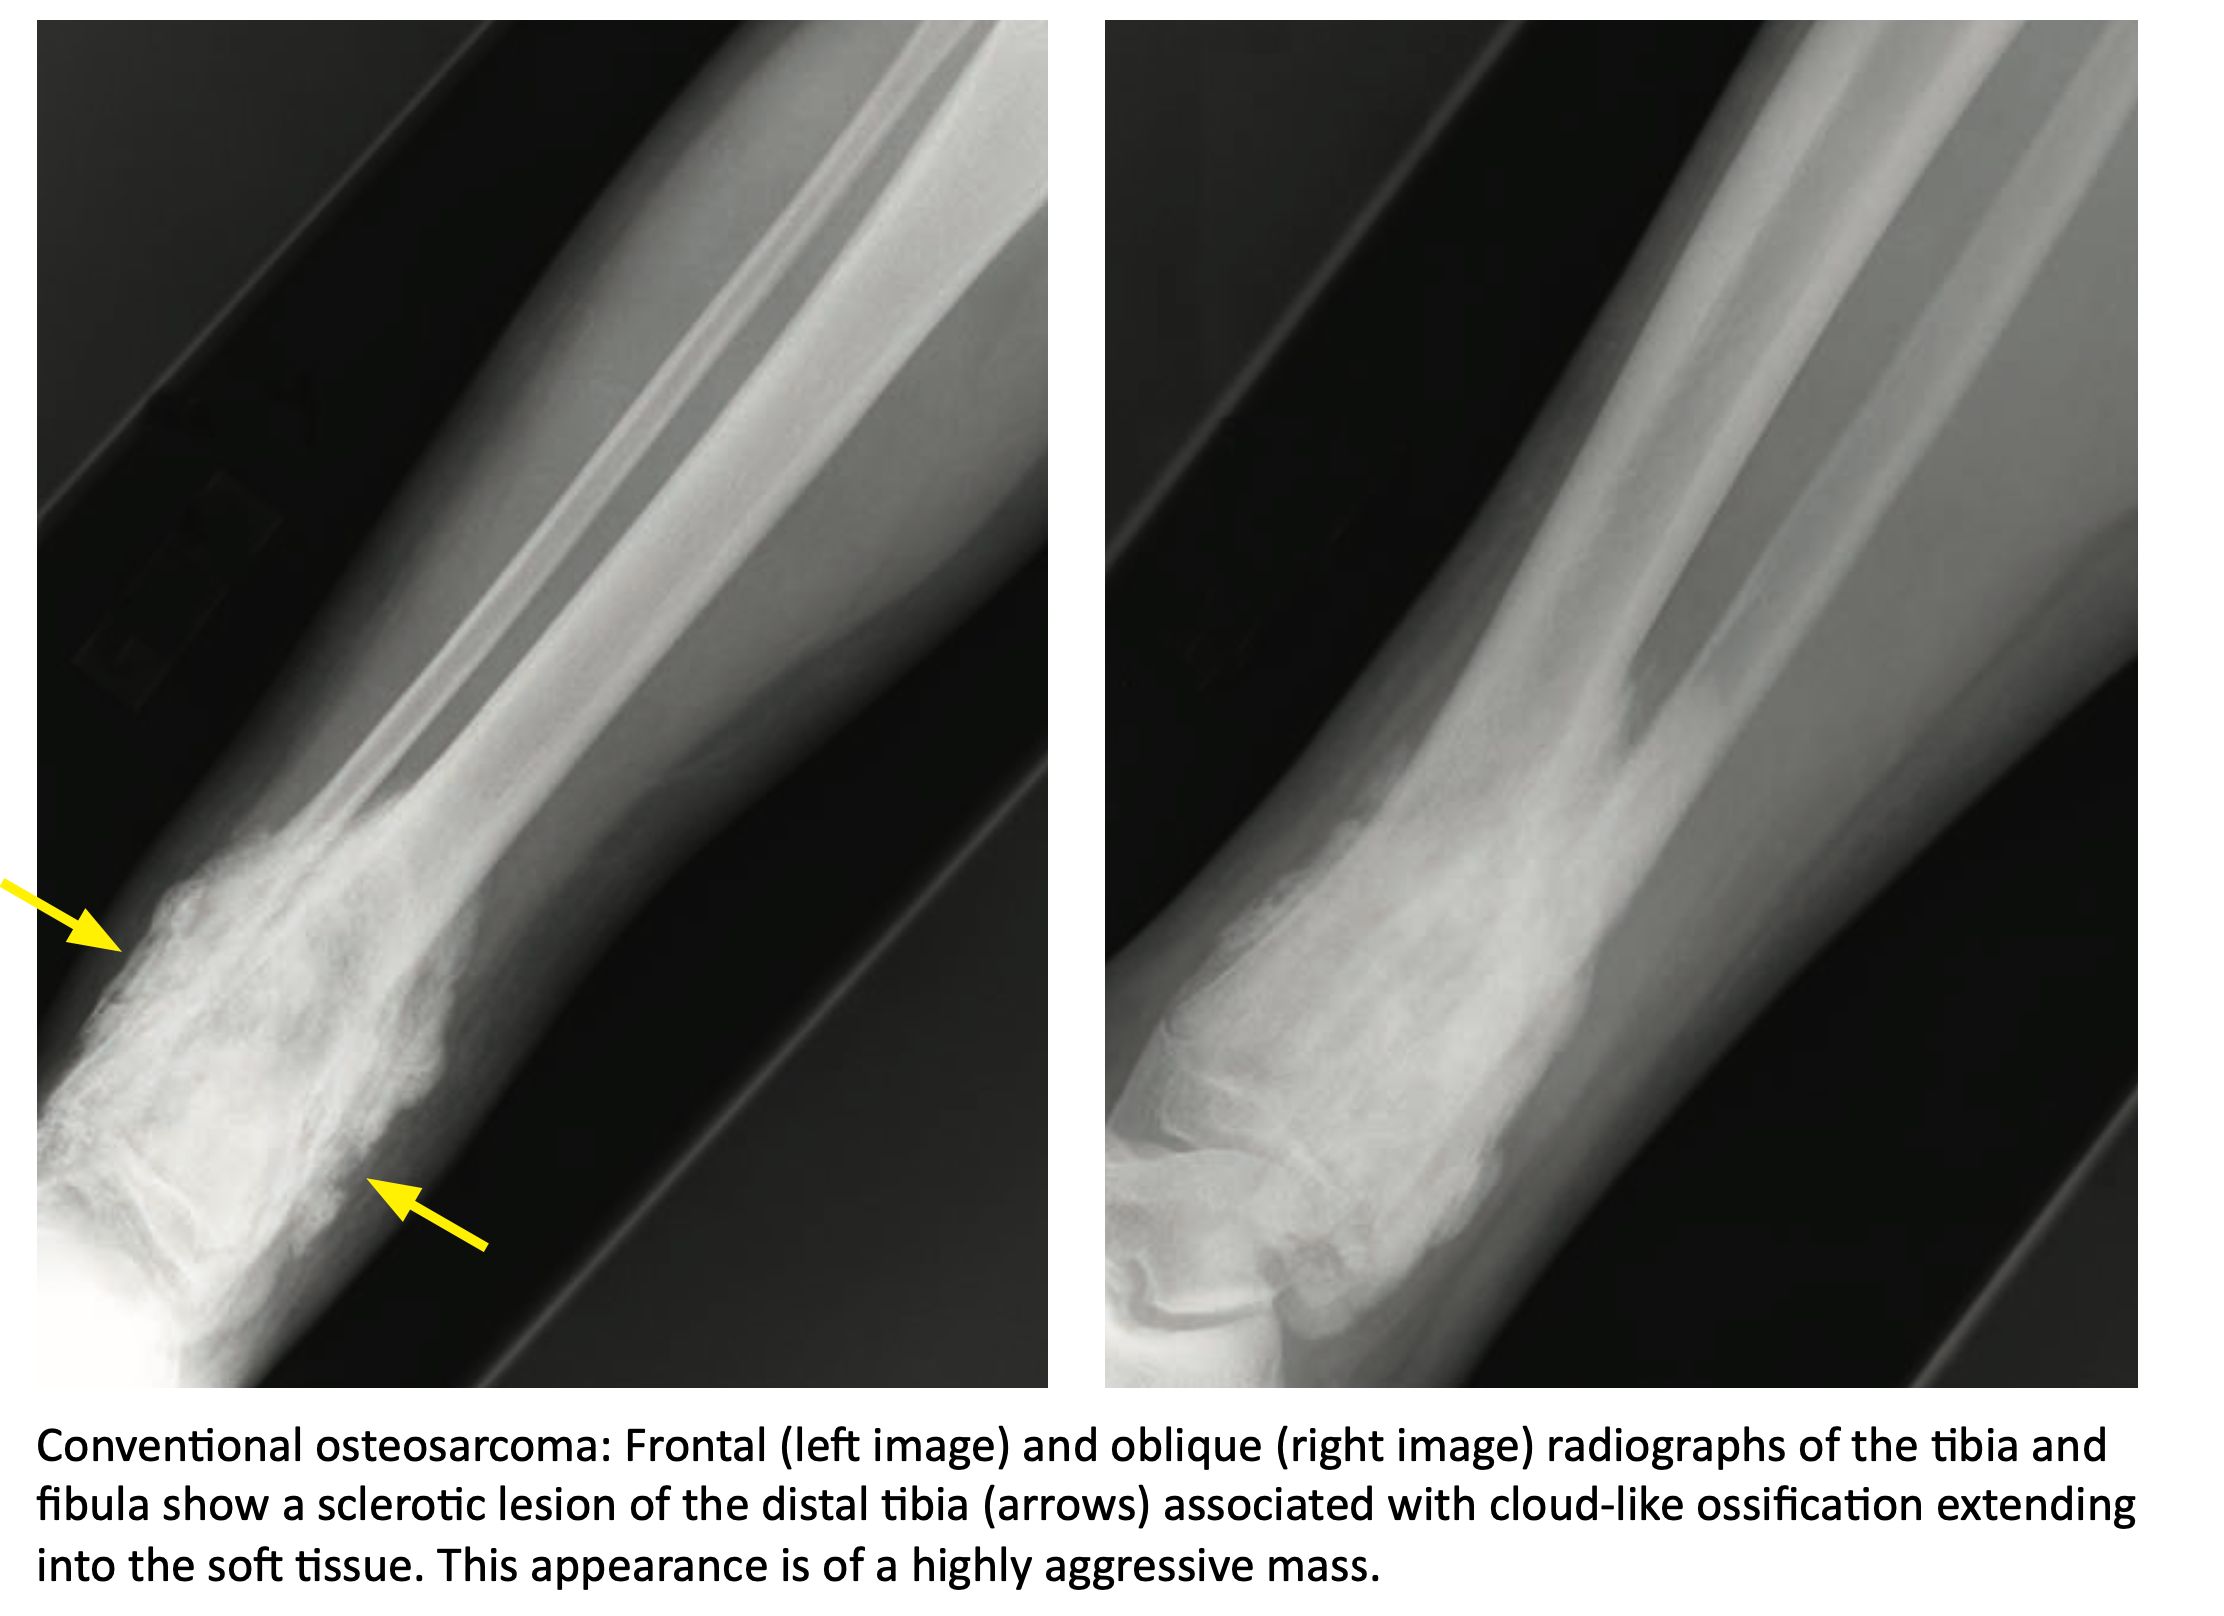 Conventional osteosarcoma: Frontal (left image) and oblique (right image) radiographs of the tibia and
fibula show a sclerotic lesion of the distal tibia (arrows) associated with cloud-like ossification extending
into the soft tissue. This appearance is of a highly aggressive mass.